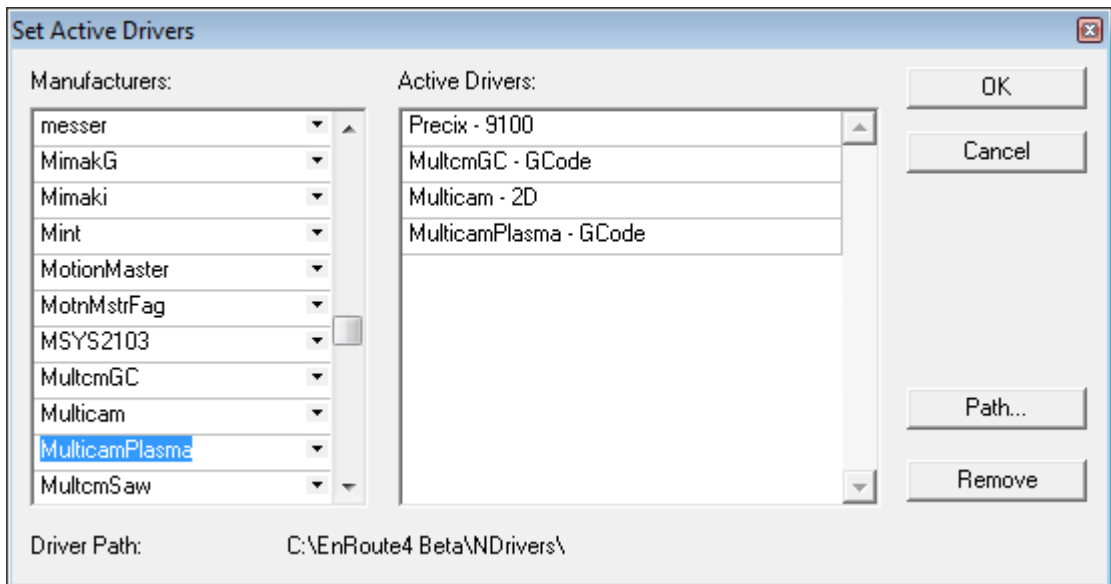 Set Active Drivers
Manufacturers:
messer
MimakG
Mimaki
Mint
MotionMaster
MotnMstrFag
MSYS2103
MultcmGC
Multicam
MulticamPlasma
MultcmSaw
Active Drivers:
Precix - 9100
MultcmGC - GCode
Multicam - 2D
MulticamPlasma - GCode
OK
Cancel
Path...
Remove
Driver Path: C:\EnRoute4 Beta\NDrivers\